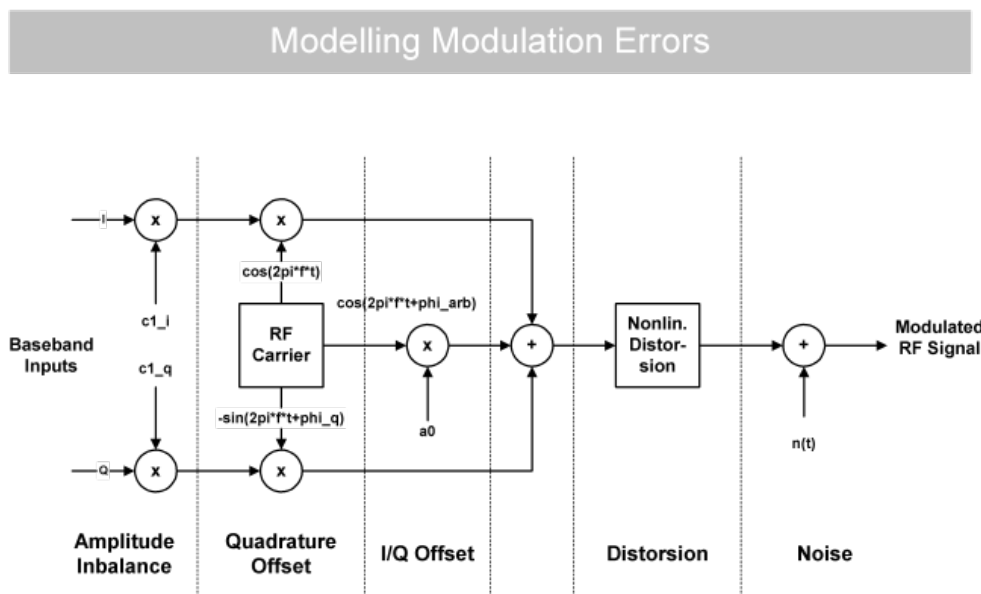 Modelling Modulation Errors
I
x
x
cos(2pi*f*t)
cos(2pi*f*t+phi_arb)
c1_i
Baseband
Inputs
c1_q
RF
Carrier
x
+
Nonlin.
Distor-
sion
+
Modulated
RF Signal
-sin(2pi*f*t+phi_q)
a0
n(t)
Q
x
x
Amplitude
Inbalance
Quadrature
Offset
I/Q Offset
Distorsion
Noise